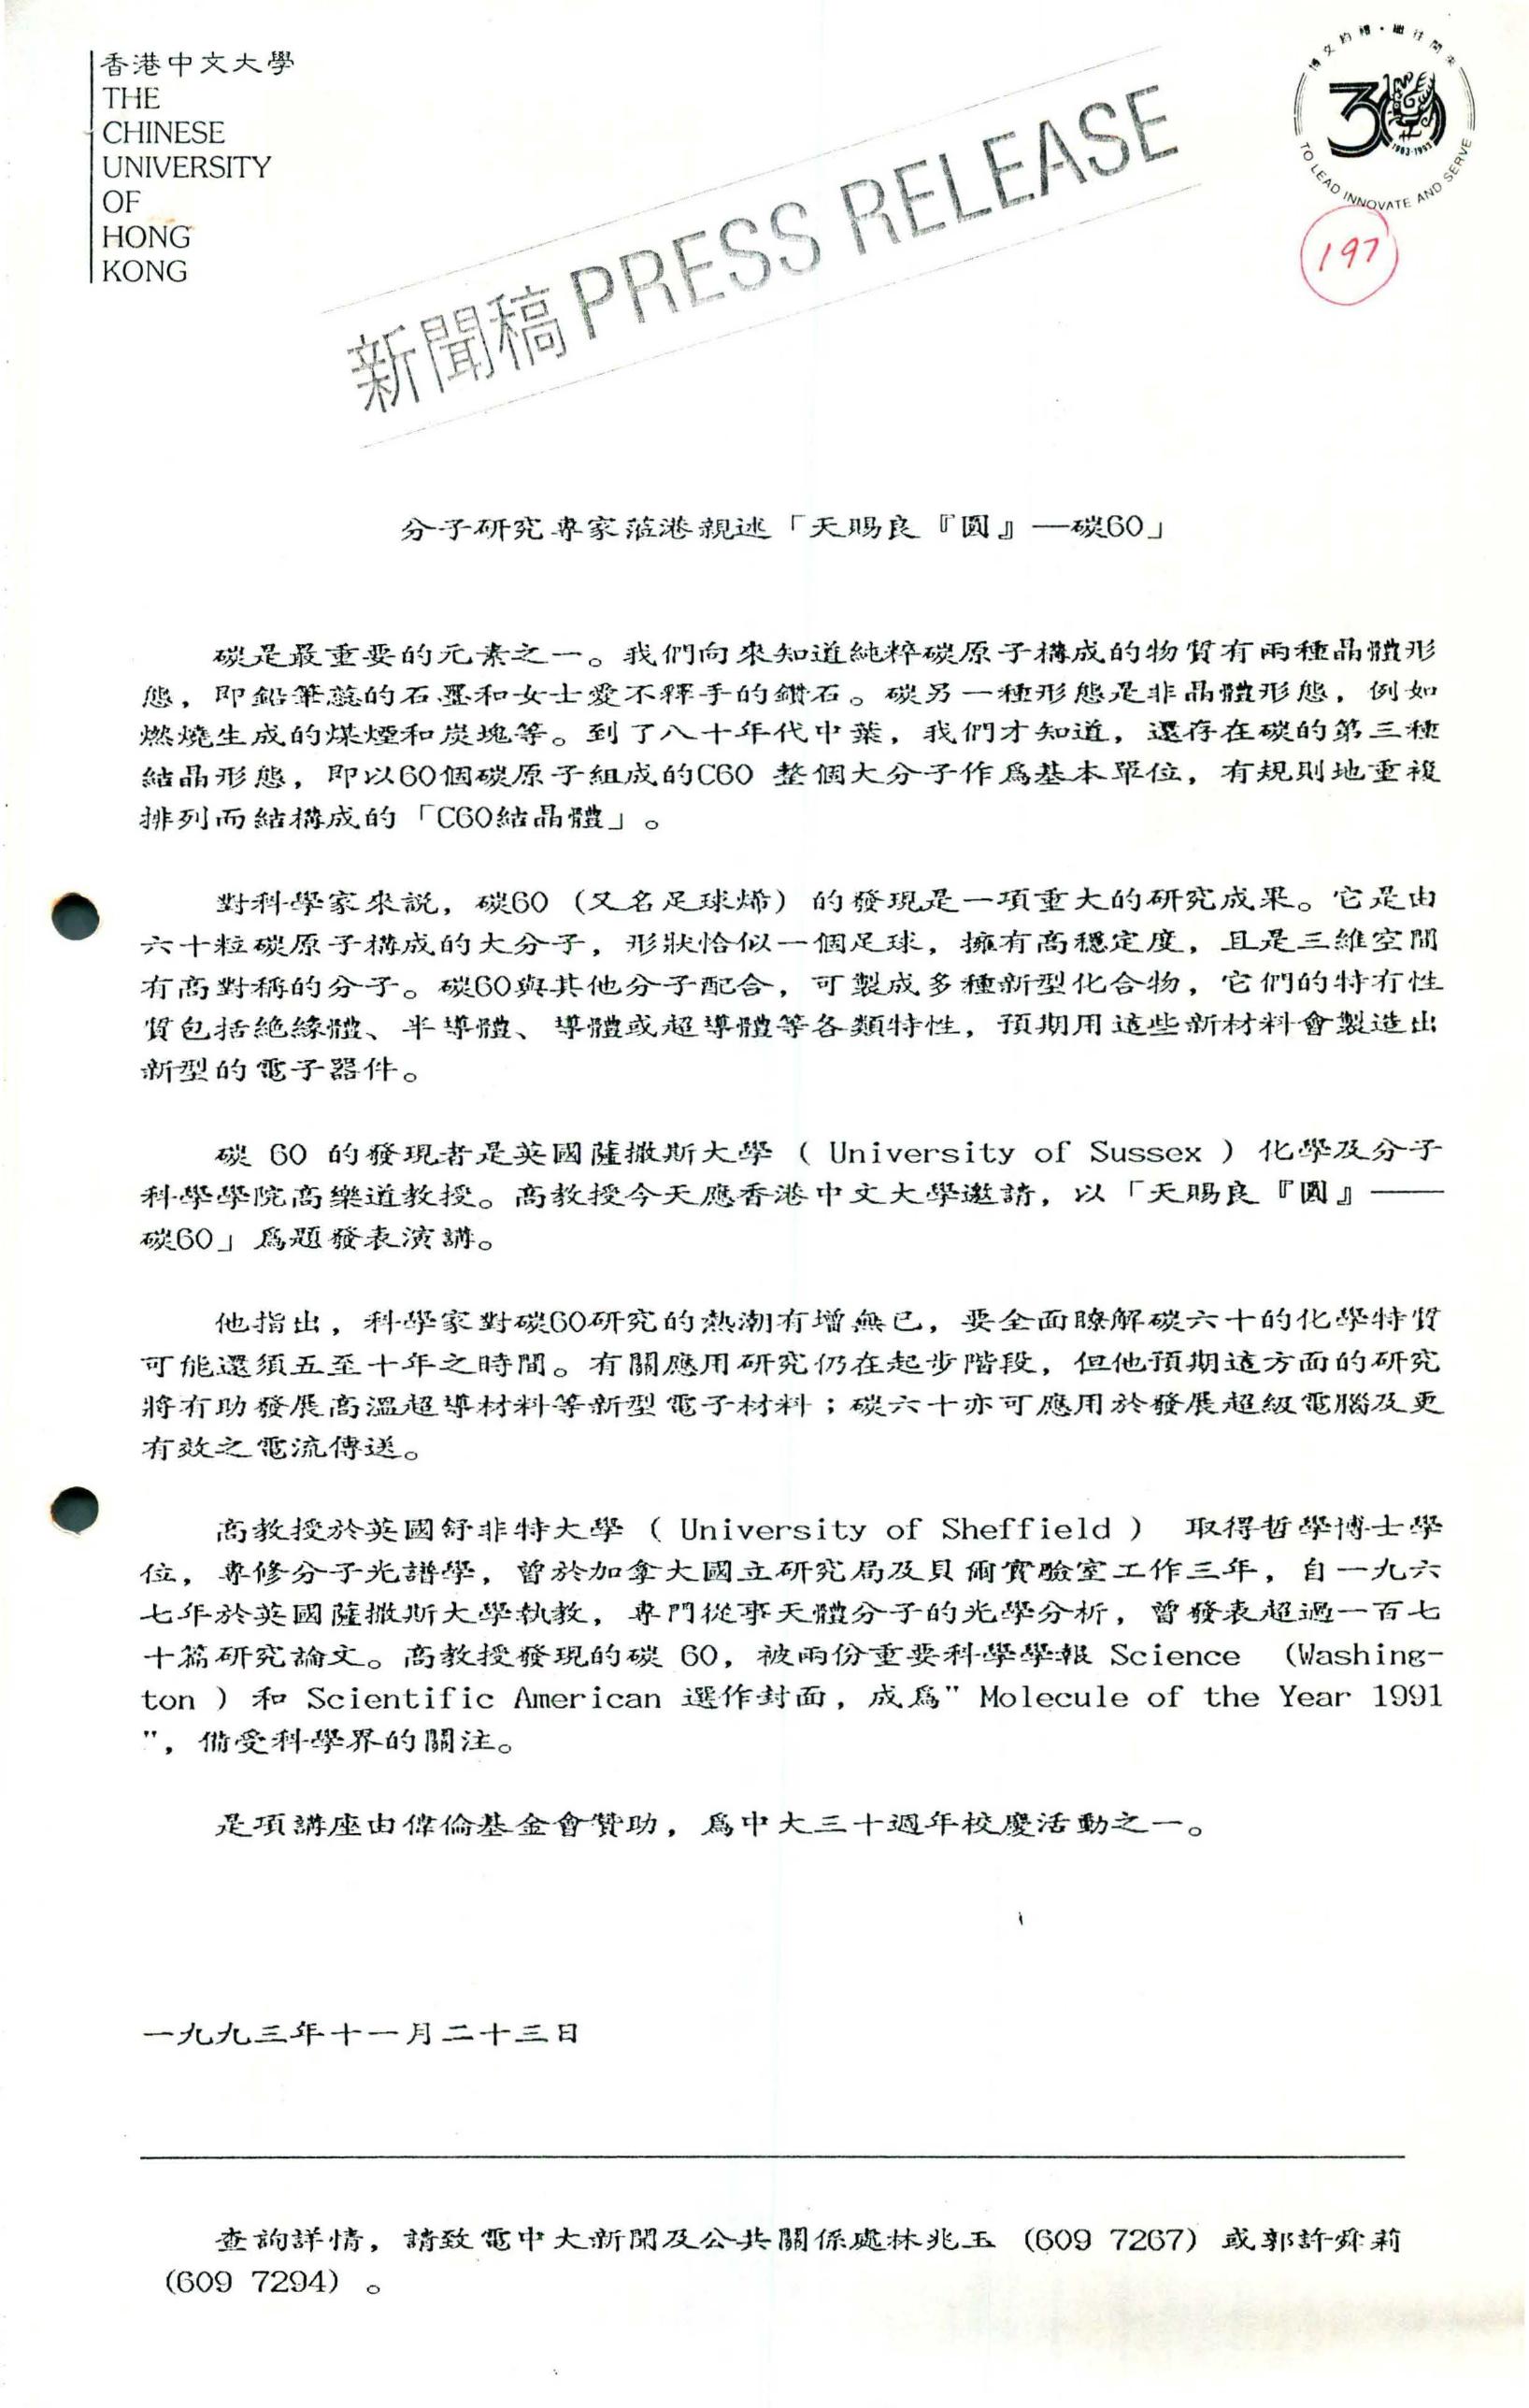 香港中文大學
THE
CHINESE
UNIVERSITY
OF
HONG
KONG
博文約禮·繼往開來
30
1963-1993
TO LEAD INNOVATE AND SERVE
197
新聞稿 PRESS RELEASE
分子研究專家蒞港親述「天賜良『圓』—碳60」
碳是最重要的元素之一。我們向來知道純粹碳原子構成的物質有兩種晶體形
態，即鉛筆蕊的石墨和女士愛不釋手的鑽石。碳另一種形態是非晶體形態，例如
燃燒生成的煤煙和炭塊等。到了八十年代中葉，我們才知道，還存在碳的第三種
結晶形態，即以60個碳原子組成的C60 整個大分子作爲基本單位，有規則地重複
排列而結構成的「C60結晶體」。
對科學家來説，碳60（又名足球烯）的發現是一項重大的研究成果。它是由
六十粒碳原子構成的大分子，形狀恰似一個足球，擁有高穩定度，且是三維空間
有高對稱的分子。碳60與其他分子配合，可製成多種新型化合物，它們的特有性
質包括絶緣體、半導體、導體或超導體等各類特性，預期用這些新材料會製造出
新型的電子器件。
碳 60 的發現者是英國薩撒斯大學（ University of Sussex ）化學及分子
科學學院高樂道教授。高教授今天應香港中文大學邀請，以「天賜良『圓』——
碳60」爲題發表演講。
他指出，科學家對碳60研究的熱潮有增無已，要全面瞭解碳六十的化學特質
可能還須五至十年之時間。有關應用研究仍在起步階段，但他預期這方面的研究
將有助發展高溫超導材料等新型電子材料；碳六十亦可應用於發展超級電腦及更
有效之電流傳送。
高教授於英國舒非特大學（ University of Sheffield ） 取得哲學博士學
位，專修分子光譜學，曾於加拿大國立研究局及貝爾實驗室工作三年，自一九六
七年於英國薩撒斯大學執教，專門從事天體分子的光學分析，曾發表超過一百七
十篇研究論文。高教授發現的碳 60，被兩份重要科學學報 Science （Washing-
ton ）和 Scientific American 選作封面，成爲" Molecule of the Year 1991
"，備受科學界的關注。
是項講座由偉倫基金會贊助，爲中大三十週年校慶活動之一。
一九九三年十一月二十三日
查詢詳情，請致電中大新聞及公共關係處林兆玉（609 7267）或郭許舜莉
（609 7294）。